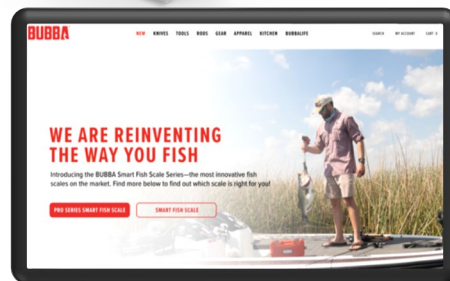 BUBBA
NEW KNIVES TOOLS RODS GEAR APPAREL KITCHEN BUBBALIFE SEARCH MY ACCOUNT CART 0
WE ARE REINVENTING
THE WAY YOU FISH
Introducing the BUBBA Smart Fish Scale Series—the most innovative fish
scales on the market. Find more below to find out which scale is right for you!
PRO SERIES SMART FISH SCALE SMART FISH SCALE